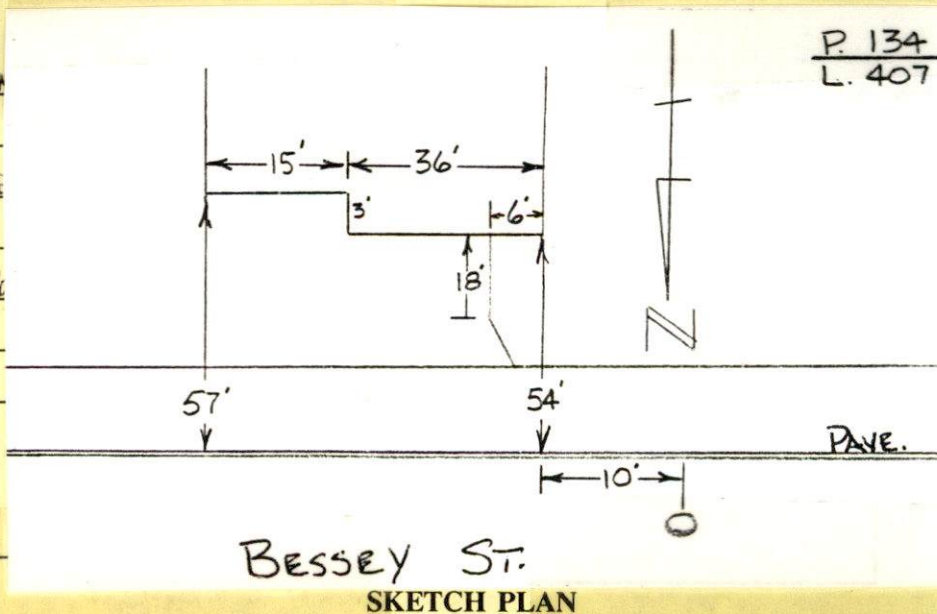 P. 134
L. 407
15'
36'
3'
6'
18'
57'
54'
PAVE.
10'
N
BESSEY ST.
SKETCH PLAN